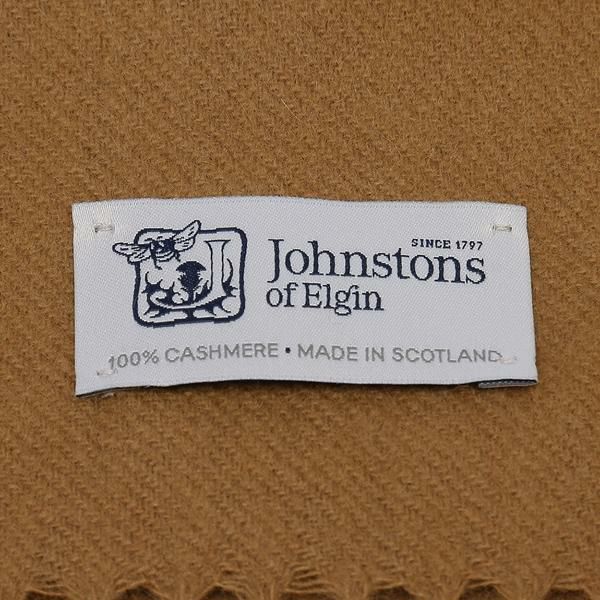 SINCE 1797
Johnstons
of Elgin
100% CASHMERE • MADE IN SCOTLAND